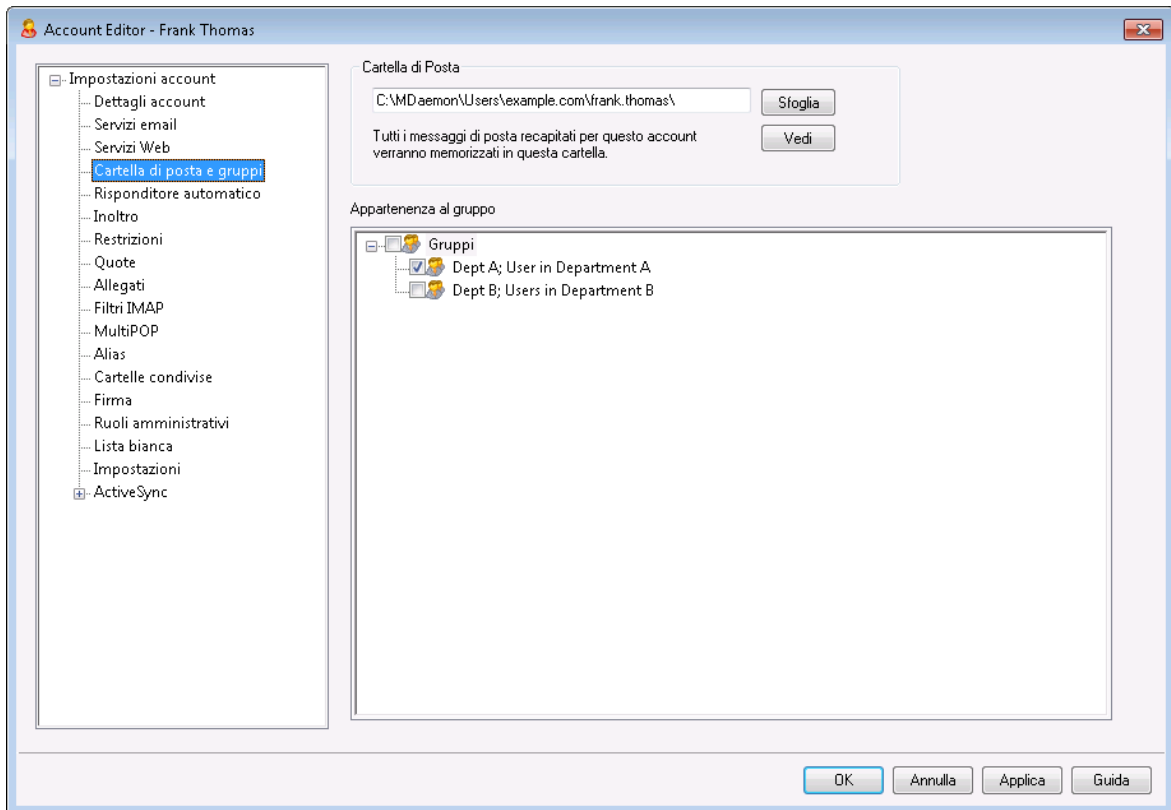 Account Editor - Frank Thomas
Impostazioni account
Dettagli account
Servizi email
Servizi Web
Cartella di posta e gruppi
Risponditore automatico
Inoltro
Restrizioni
Quote
Allegati
Filtri IMAP
MultiPOP
Alias
Cartelle condivise
Firma
Ruoli amministrativi
Lista bianca
Impostazioni
ActiveSync
Cartella di Posta
C:\MDaemon\Users\example.com\frank.thomas\
Sfoglia
Tutti i messaggi di posta recapitati per questo account
verranno memorizzati in questa cartella.
Vedi
Appartenenza al gruppo
Gruppi
Dept A; User in Department A
Dept B; Users in Department B
OK
Annulla
Applica
Guida